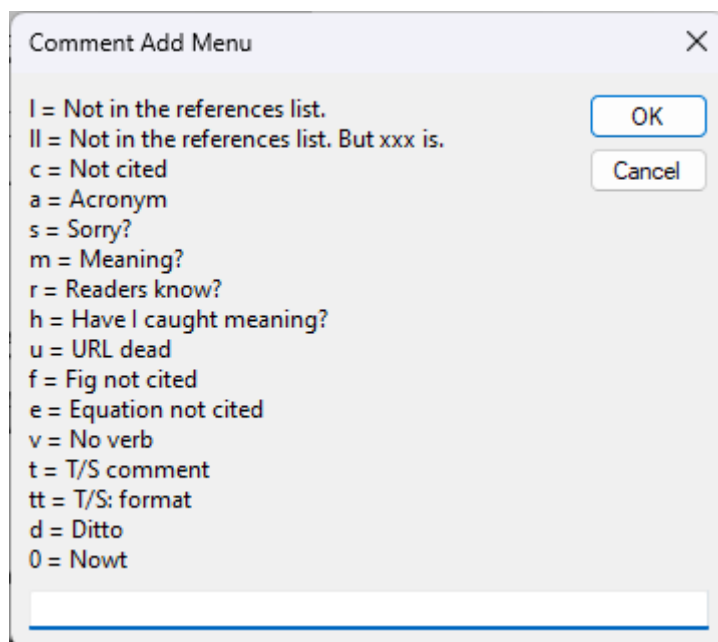 Comment Add Menu
l = Not in the references list.
ll = Not in the references list. But xxx is.
c = Not cited
a = Acronym
s = Sorry?
m = Meaning?
r = Readers know?
h = Have I caught meaning?
u = URL dead
f = Fig not cited
e = Equation not cited
v = No verb
t = T/S comment
tt = T/S: format
d = Ditto
0 = Nowt
OK
Cancel